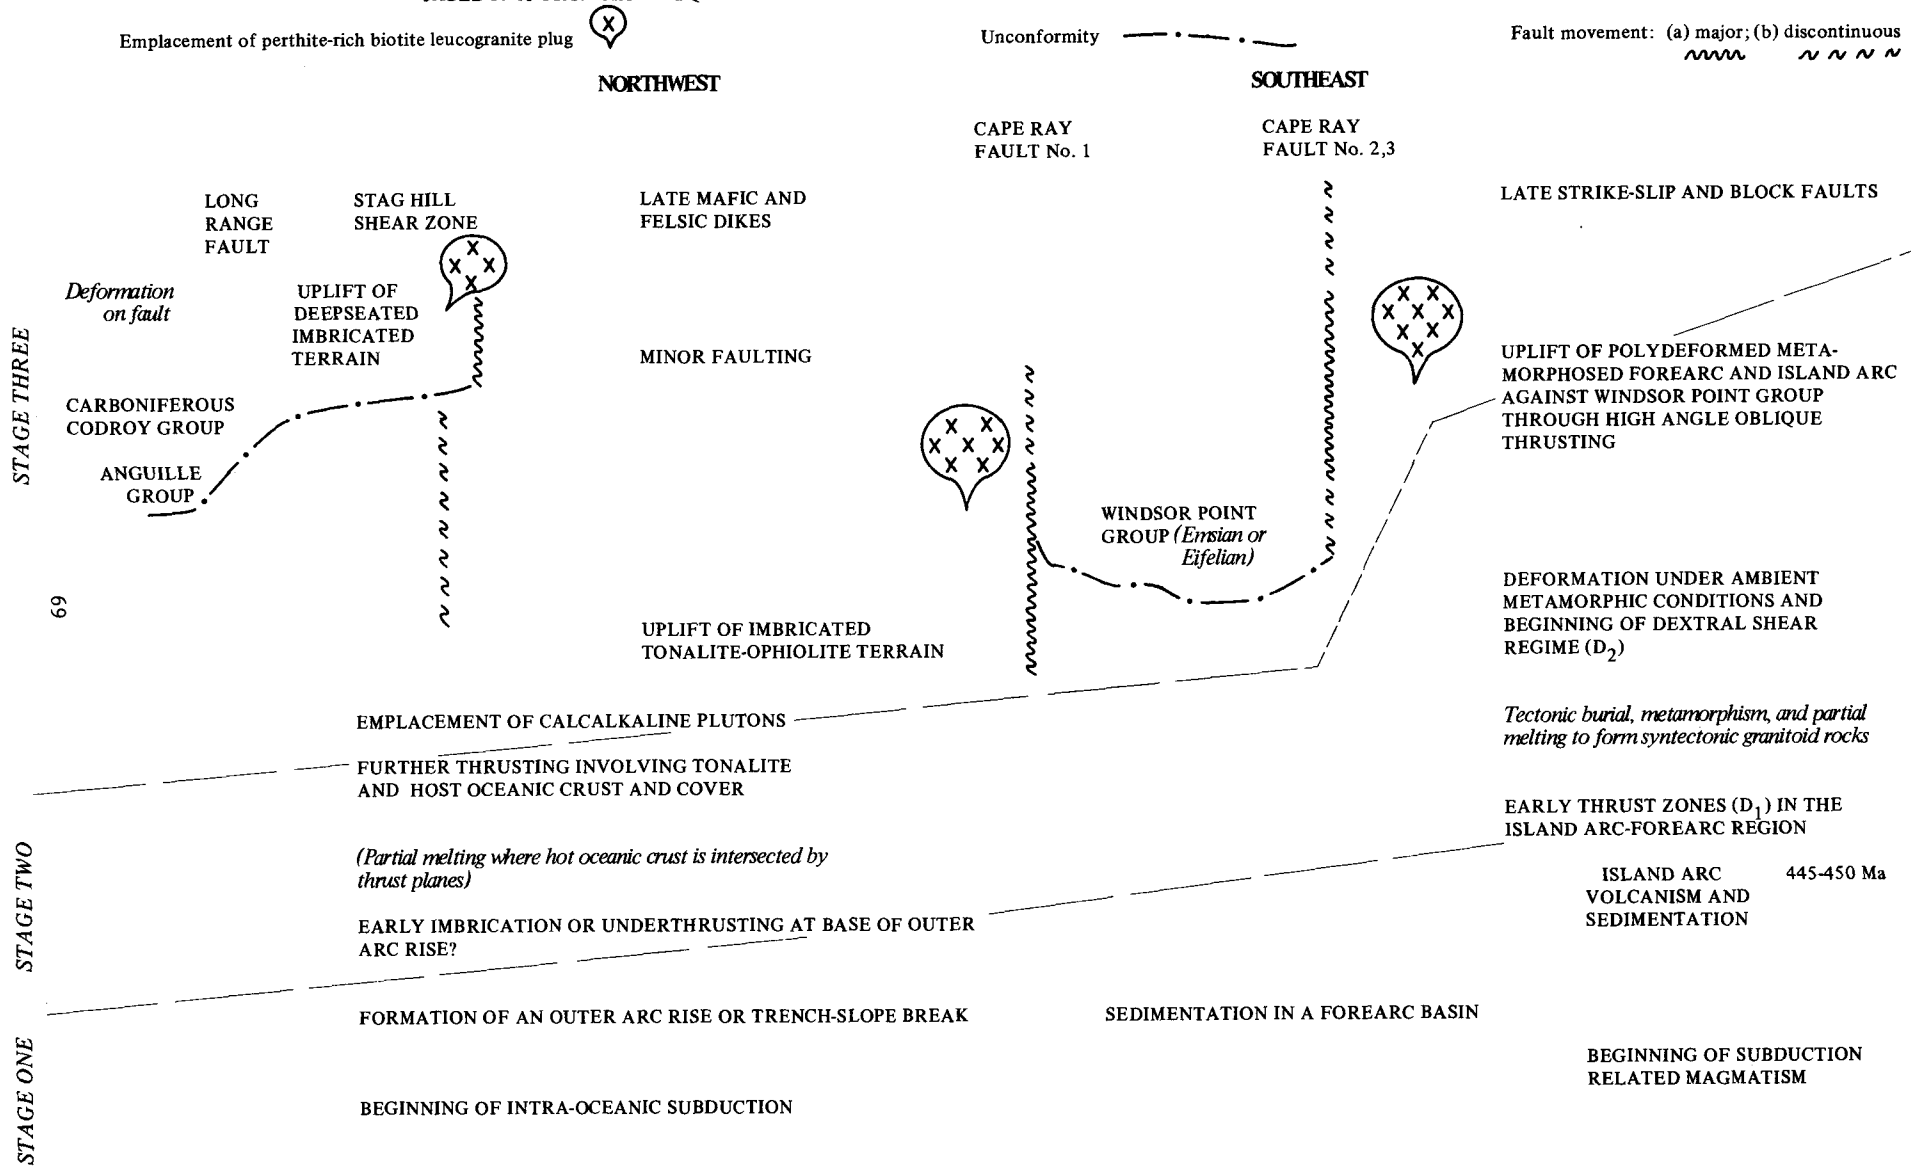 Emplacement of perthite-rich biotite leucogranite plug
X
Unconformity
Fault movement: (a) major; (b) discontinuous
NORTHWEST
SOUTHEAST
CAPE RAY
FAULT No. 1
CAPE RAY
FAULT No. 2,3
LONG
RANGE
FAULT
STAG HILL
SHEAR ZONE
LATE MAFIC AND
FELSIC DIKES
LATE STRIKE-SLIP AND BLOCK FAULTS
X
X X
X
Deformation
on fault
UPLIFT OF
DEEPSEATED
IMBRICATED
TERRAIN
X X
X X X
X X
X
STAGE THREE
MINOR FAULTING
UPLIFT OF POLYDEFORMED META-
MORPHOSED FOREARC AND ISLAND ARC
AGAINST WINDSOR POINT GROUP
THROUGH HIGH ANGLE OBLIQUE
THRUSTING
CARBONIFEROUS
CODROY GROUP
X X
X X X
X X
ANGUILLE
GROUP
WINDSOR POINT
GROUP (Emsian or
Eifelian)
69
DEFORMATION UNDER AMBIENT
METAMORPHIC CONDITIONS AND
BEGINNING OF DEXTRAL SHEAR
REGIME (D2)
UPLIFT OF IMBRICATED
TONALITE-OPHIOLITE TERRAIN
EMPLACEMENT OF CALCALKALINE PLUTONS
Tectonic burial, metamorphism, and partial
melting to form syntectonic granitoid rocks
FURTHER THRUSTING INVOLVING TONALITE
AND HOST OCEANIC CRUST AND COVER
EARLY THRUST ZONES (D1) IN THE
ISLAND ARC-FOREARC REGION
STAGE TWO
(Partial melting where hot oceanic crust is intersected by
thrust planes)
ISLAND ARC
VOLCANISM AND
SEDIMENTATION
445-450 Ma
EARLY IMBRICATION OR UNDERTHRUSTING AT BASE OF OUTER
ARC RISE?
FORMATION OF AN OUTER ARC RISE OR TRENCH-SLOPE BREAK
SEDIMENTATION IN A FOREARC BASIN
STAGE ONE
BEGINNING OF SUBDUCTION
RELATED MAGMATISM
BEGINNING OF INTRA-OCEANIC SUBDUCTION